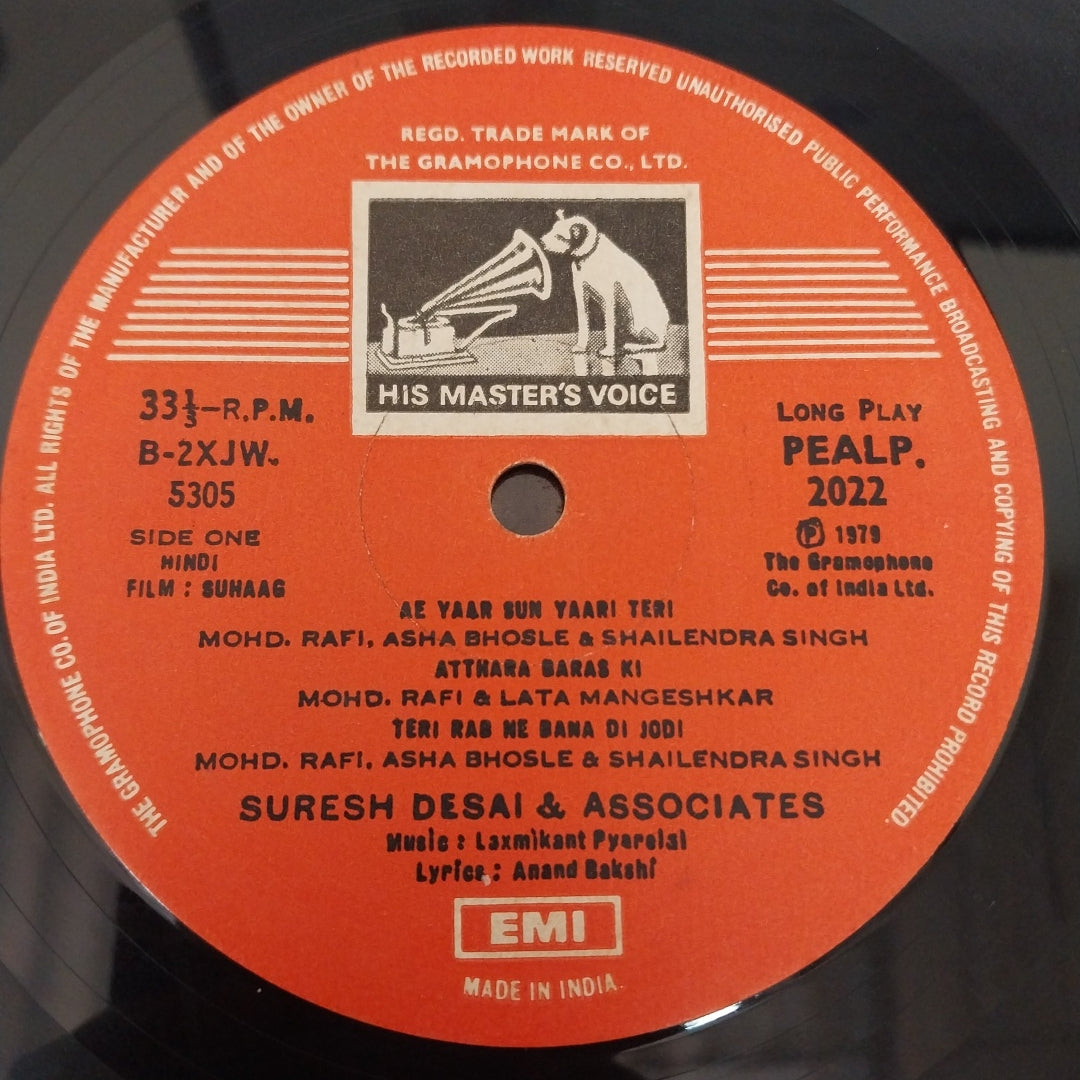 THE GRAMOPHONE CO. OF INDIA LTD. ALL RIGHTS OF THE MANUFACTURER AND OF THE OWNER OF THE RECORDED WORK RESERVED UNAUTHORISED PUBLIC PERFORMANCE BROADCASTING AND COPYING OF THIS RECORD PROHIBITED.
REGD. TRADE MARK OF
THE GRAMOPHONE CO., LTD.
HIS MASTER'S VOICE
33⅓-R.P.M.
B-2XJW.
5305
SIDE ONE
HINDI
FILM : SUHAAG
LONG PLAY
PEALP.
2022
Ⓟ 1979
The Gramophone
Co. of India Ltd.
AE YAAR SUN YAARI TERI
MOHD. RAFI, ASHA BHOSLE & SHAILENDRA SINGH
ATTHARA BARAS KI
MOHD. RAFI & LATA MANGESHKAR
TERI RAB NE BANA DI JODI
MOHD. RAFI, ASHA BHOSLE & SHAILENDRA SINGH
SURESH DESAI & ASSOCIATES
Music : Laxmikant Pyarelal
Lyrics : Anand Bakshi
EMI
MADE IN INDIA.